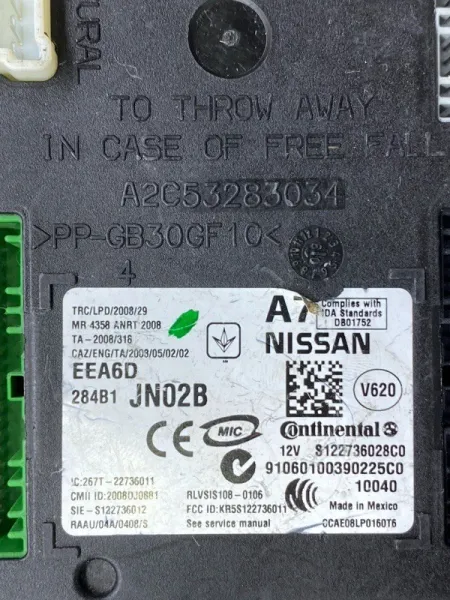 URAL
TO THROW AWAY
IN CASE OF FREE FALL
A2C53283034
>PP-GB30GF10<
4
TRC/LPD/2008/29
MR 4358 ANRT 2008
TA-2008/316
CAZ/ENG/TA/2003/05/02/02
A7
Complies with
IDA Standards
DB01752
NISSAN
EEA6D
284B1 JN02B
V620
CE
MIC
Continental
12V S122736028C0
91060100390225C0
10040
IC:267T-22736011
CMII ID:2008DJ0881
SIE-S122736012
RAAU/04A/0408/S
RLVSIS108-0106
FCC ID:KR5S122736011
See service manual
Made in Mexico
CCAE08LP0160T6